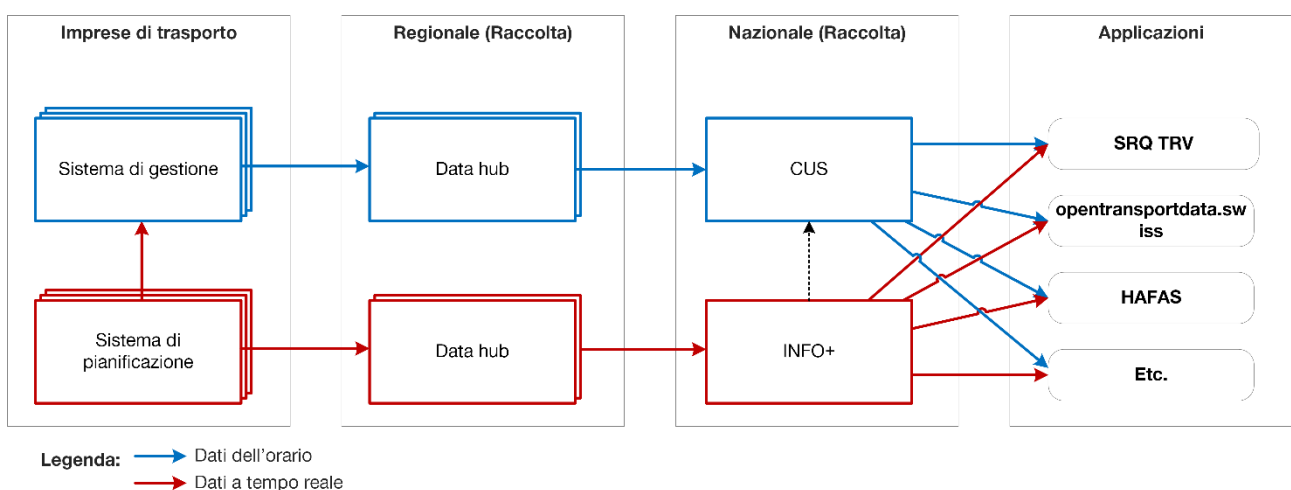 Imprese di trasporto
Regionale (Raccolta)
Nazionale (Raccolta)
Applicazioni
Sistema di gestione
Data hub
CUS
SRQ TRV
opentransportdata.sw
iss
HAFAS
Sistema di
pianificazione
Data hub
INFO+
Etc.
Legenda:
Dati dell'orario
Dati a tempo reale